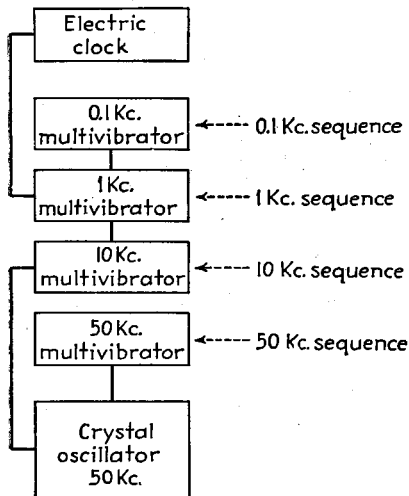 Electric
clock
0.1 Kc.
multivibrator
0.1 Kc. sequence
1 Kc.
multivibrator
1 Kc. sequence
10 Kc.
multivibrator
10 Kc. sequence
50 Kc.
multivibrator
50 Kc. sequence
Crystal
oscillator
50 Kc.